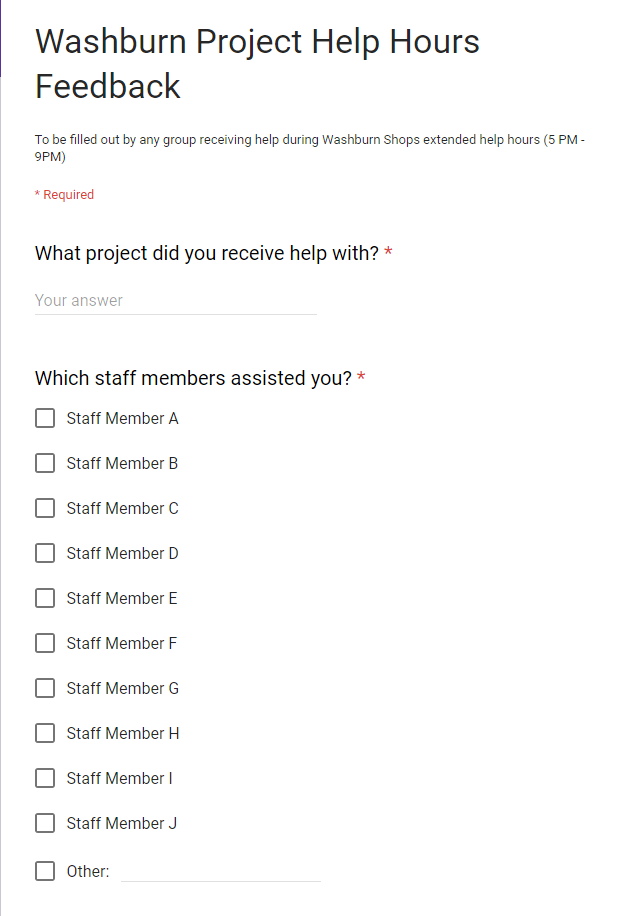 Washburn Project Help Hours
Feedback
To be filled out by any group receiving help during Washburn Shops extended help hours (5 PM -
9PM)
* Required
What project did you receive help with? *
Your answer
Which staff members assisted you? *
Staff Member A
Staff Member B
Staff Member C
Staff Member D
Staff Member E
Staff Member F
Staff Member G
Staff Member H
Staff Member I
Staff Member J
Other: